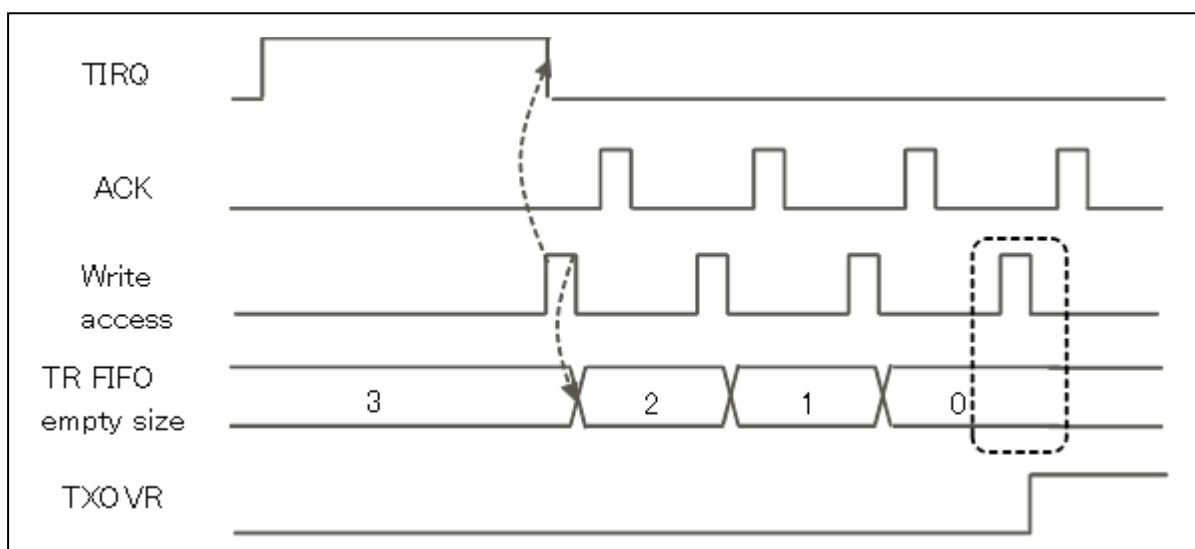 TIRQ
ACK
Write
access
TR FIFO
empty size
3
2
1
0
TXOVR